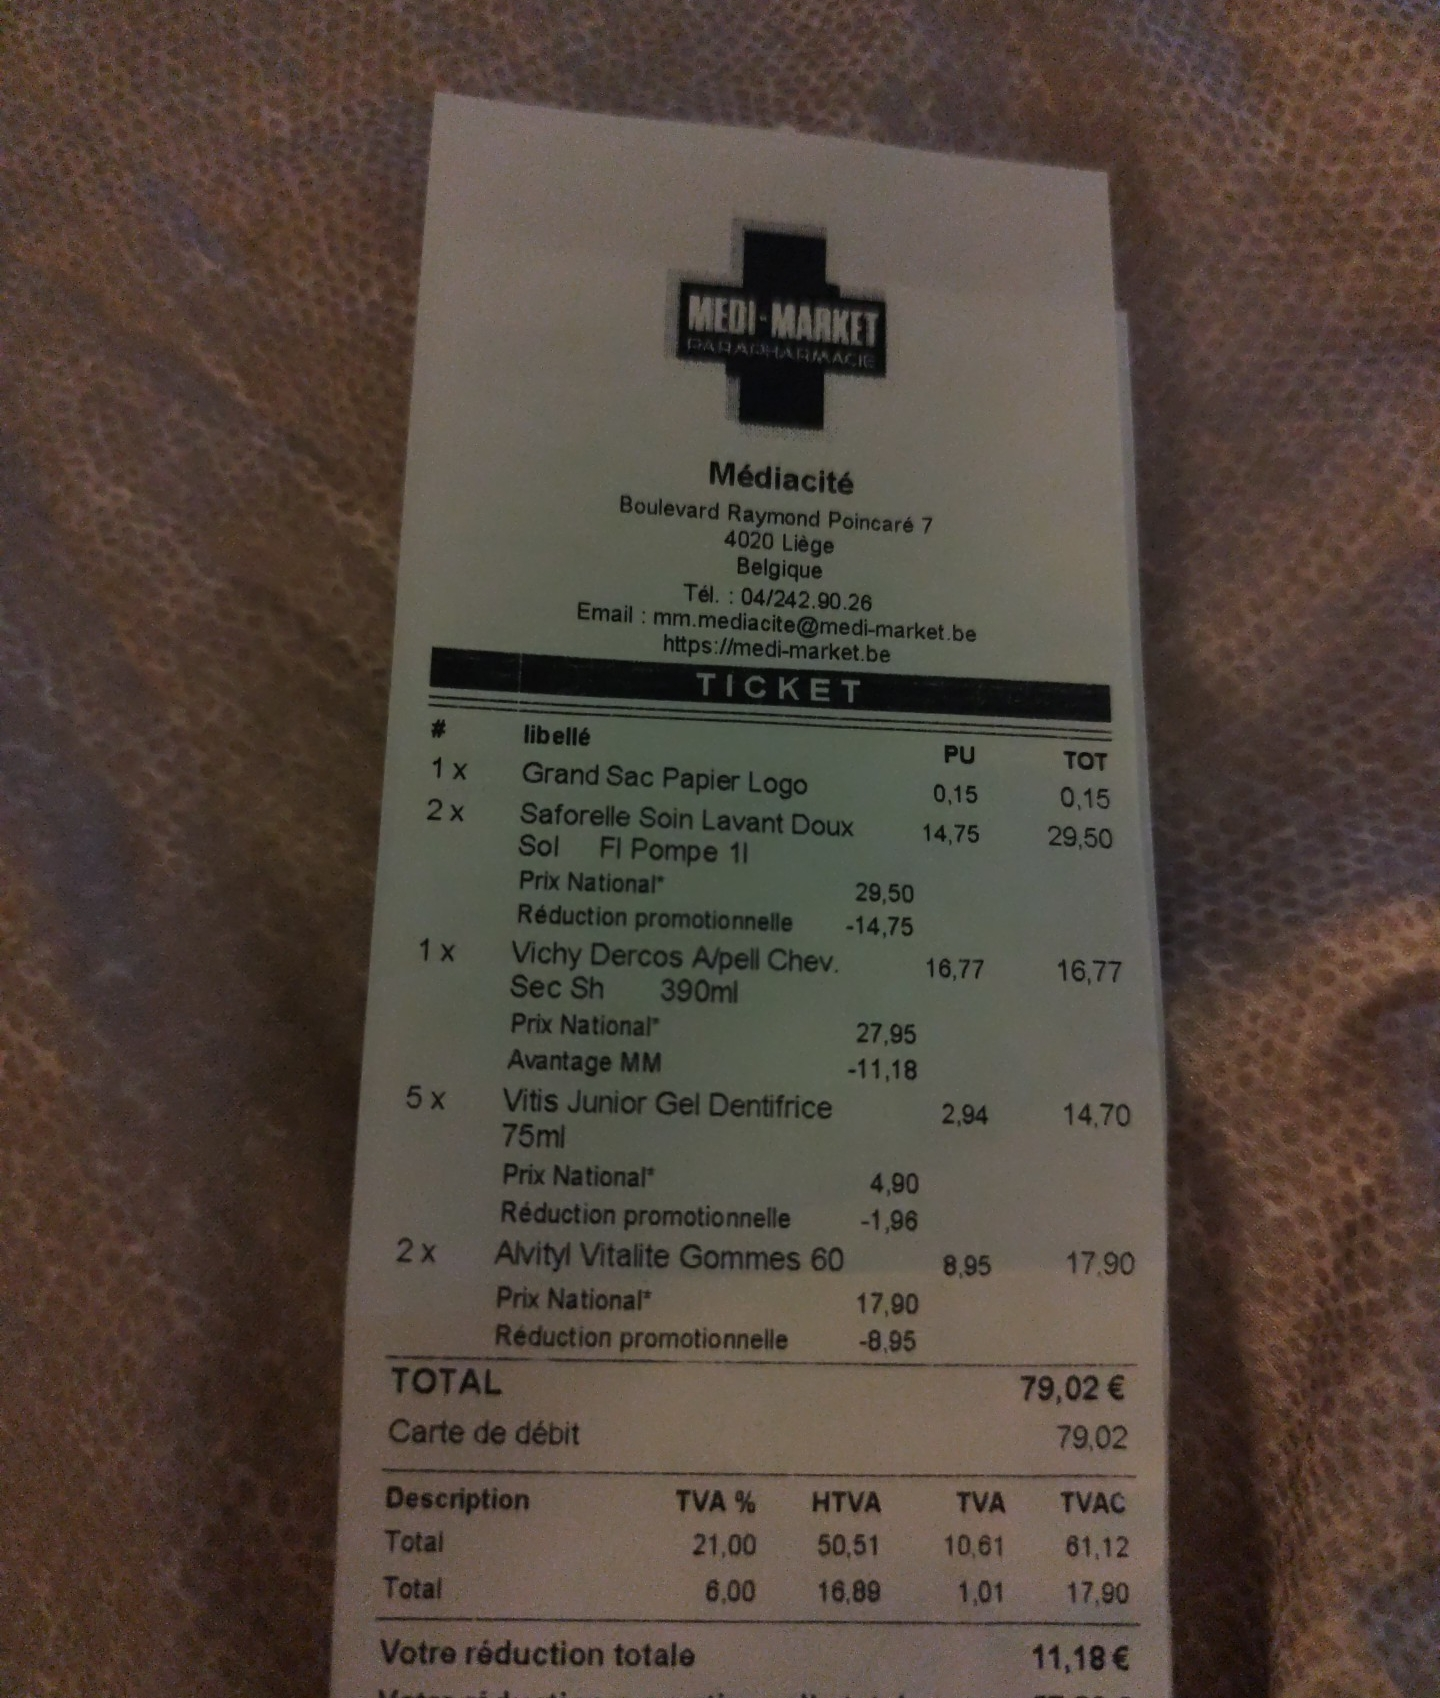 MEDI-MARKET
PARAPHARMACIE
Médiacité
Boulevard Raymond Poincaré 7
4020 Liège
Belgique
Tél. : 04/242.90.26
Email : mm.mediacite@medi-market.be
https://medi-market.be
TICKET
# libellé PU TOT
1 x Grand Sac Papier Logo 0,15 0,15
2 x Saforelle Soin Lavant Doux 14,75 29,50
Sol Fl Pompe 1l
Prix National* 29,50
Réduction promotionnelle -14,75
1 x Vichy Dercos A/pell Chev. 16,77 16,77
Sec Sh 390ml
Prix National* 27,95
Avantage MM -11,18
5 x Vitis Junior Gel Dentifrice 2,94 14,70
75ml
Prix National* 4,90
Réduction promotionnelle -1,96
2 x Alvityl Vitalite Gommes 60 8,95 17,90
Prix National* 17,90
Réduction promotionnelle -8,95
TOTAL 79,02 €
Carte de débit 79,02
Description TVA % HTVA TVA TVAC
Total 21,00 50,51 10,61 61,12
Total 6,00 16,89 1,01 17,90
Votre réduction totale 11,18 €